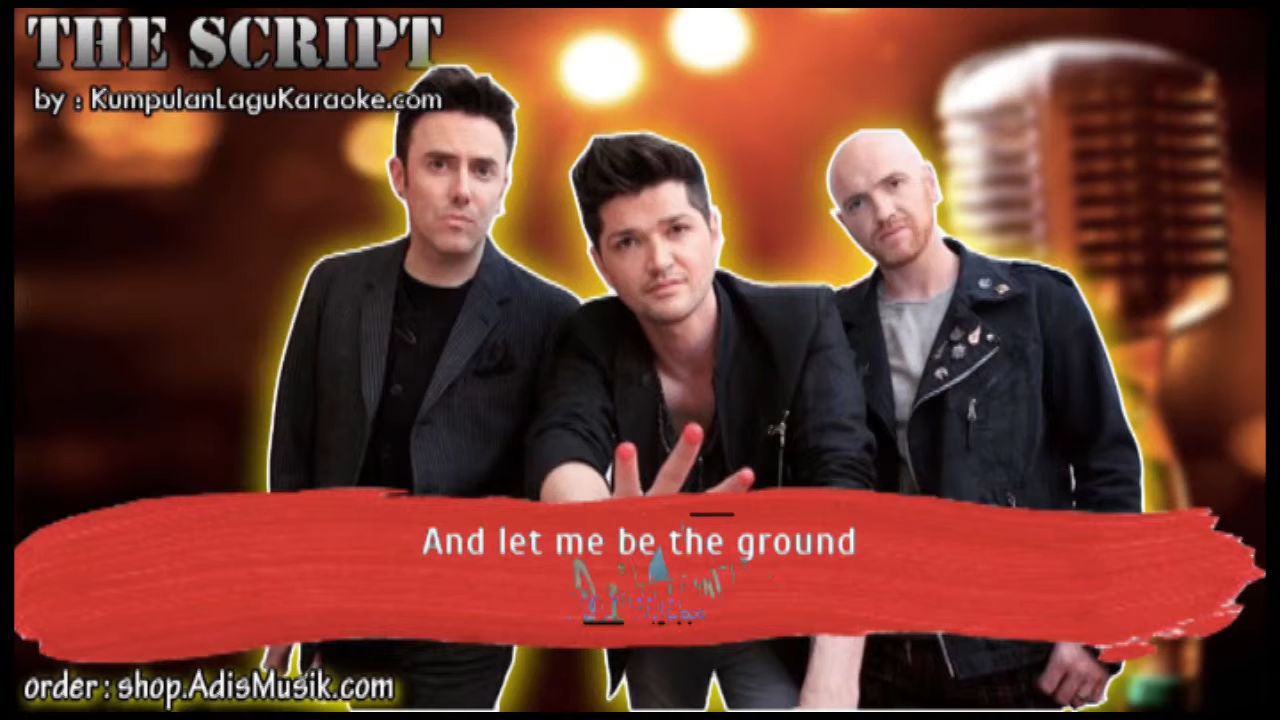 THE SCRIPT
by : KumpulanLaguKaraoke.com
And let me be the ground
order : shop.AdisMusik.com